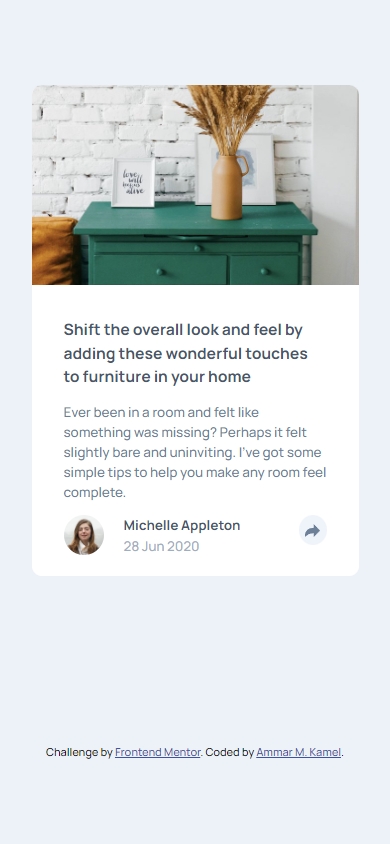 love
will
keep us
alive
Shift the overall look and feel by
adding these wonderful touches
to furniture in your home
Ever been in a room and felt like
something was missing? Perhaps it felt
slightly bare and uninviting. I've got some
simple tips to help you make any room feel
complete.
Michelle Appleton
28 Jun 2020
Challenge by Frontend Mentor. Coded by Ammar M. Kamel.